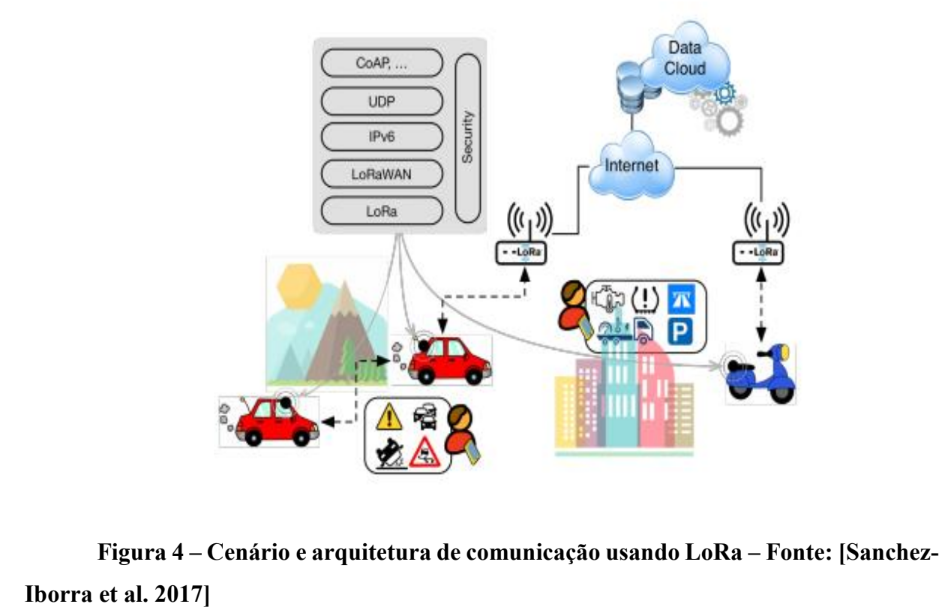 CoAP, ...
UDP
IPv6
LoRaWAN
LoRa
Security
Data
Cloud
Internet
LoRa
LoRa
P
Figura 4 – Cenário e arquitetura de comunicação usando LoRa – Fonte: [Sanchez-
Iborra et al. 2017]